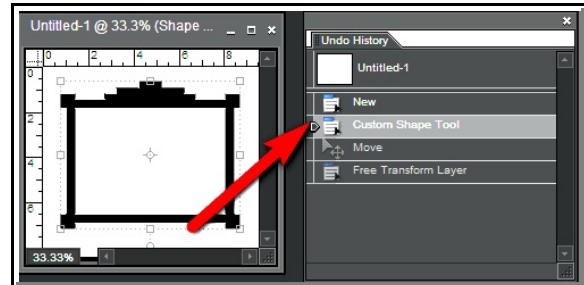 Untitled-1 @ 33.3% (Shape ...
0 2 4 6 8
0
2
4
6
33.33%
Undo History
Untitled-1
New
Custom Shape Tool
Move
Free Transform Layer